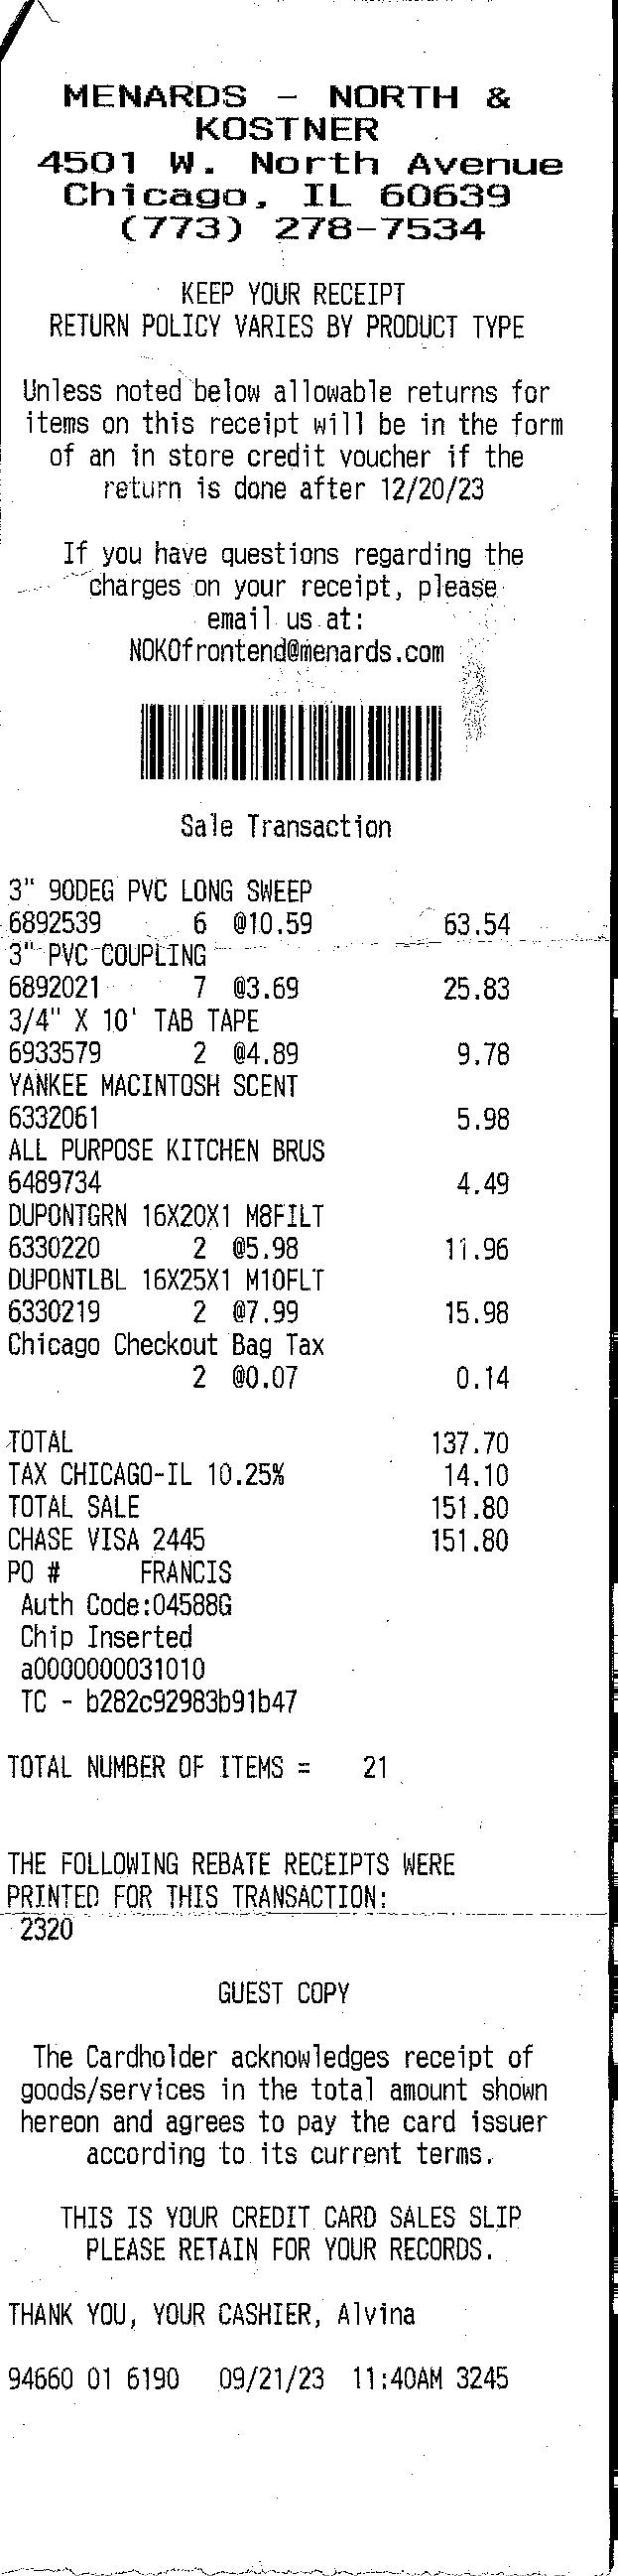 MENARDS - NORTH &
KOSTNER
4501 W. North Avenue
Chicago, IL 60639
(773) 278-7534
KEEP YOUR RECEIPT
RETURN POLICY VARIES BY PRODUCT TYPE
Unless noted below allowable returns for
items on this receipt will be in the form
of an in store credit voucher if the
return is done after 12/20/23
If you have questions regarding the
charges on your receipt, please
email us at:
NOKOfrontend@menards.com
Sale Transaction
3" 90DEG PVC LONG SWEEP
6892539 6 @10.59 63.54
3" PVC COUPLING
6892021 7 @3.69 25.83
3/4" X 10' TAB TAPE
6933579 2 @4.89 9.78
YANKEE MACINTOSH SCENT
6332061 5.98
ALL PURPOSE KITCHEN BRUS
6489734 4.49
DUPONTGRN 16X20X1 M8FILT
6330220 2 @5.98 11.96
DUPONTLBL 16X25X1 M10FLT
6330219 2 @7.99 15.98
Chicago Checkout Bag Tax
2 @0.07 0.14
TOTAL 137.70
TAX CHICAGO-IL 10.25% 14.10
TOTAL SALE 151.80
CHASE VISA 2445 151.80
PO # FRANCIS
Auth Code:04588G
Chip Inserted
a0000000031010
TC - b282c92983b91b47
TOTAL NUMBER OF ITEMS = 21
THE FOLLOWING REBATE RECEIPTS WERE
PRINTED FOR THIS TRANSACTION:
2320
GUEST COPY
The Cardholder acknowledges receipt of
goods/services in the total amount shown
hereon and agrees to pay the card issuer
according to its current terms.
THIS IS YOUR CREDIT CARD SALES SLIP
PLEASE RETAIN FOR YOUR RECORDS.
THANK YOU, YOUR CASHIER, Alvina
94660 01 6190 09/21/23 11:40AM 3245